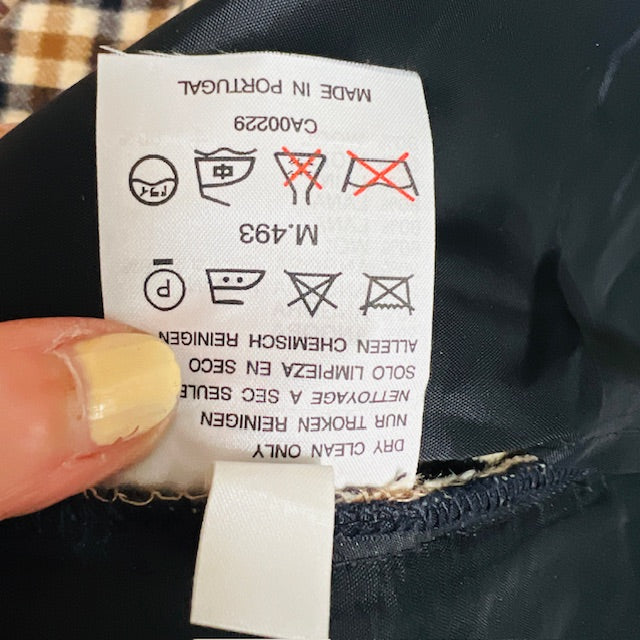 DRY CLEAN ONLY
NUR TROKEN REINIGEN
NETTOYAGE A SEC SEULE
SOLO LIMPIEZA EN SECO
ALLEEN CHEMISCH REINIGEN
P
M.493
CA00229
MADE IN PORTUGAL